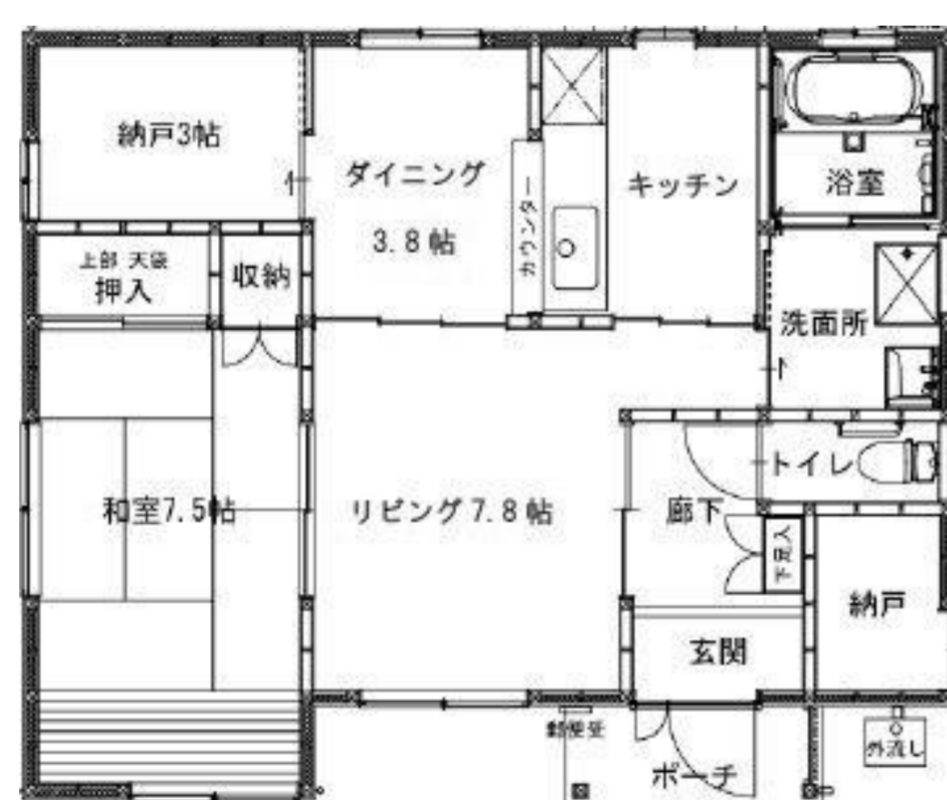 納戸3帖
ダイニング
3.8帖
カウンター
キッチン
浴室
上部 天袋
押入
収納
洗面所
和室7.5帖
リビング7.8帖
廊下
トイレ
下足入
納戸
玄関
郵便受
ポーチ
外流し